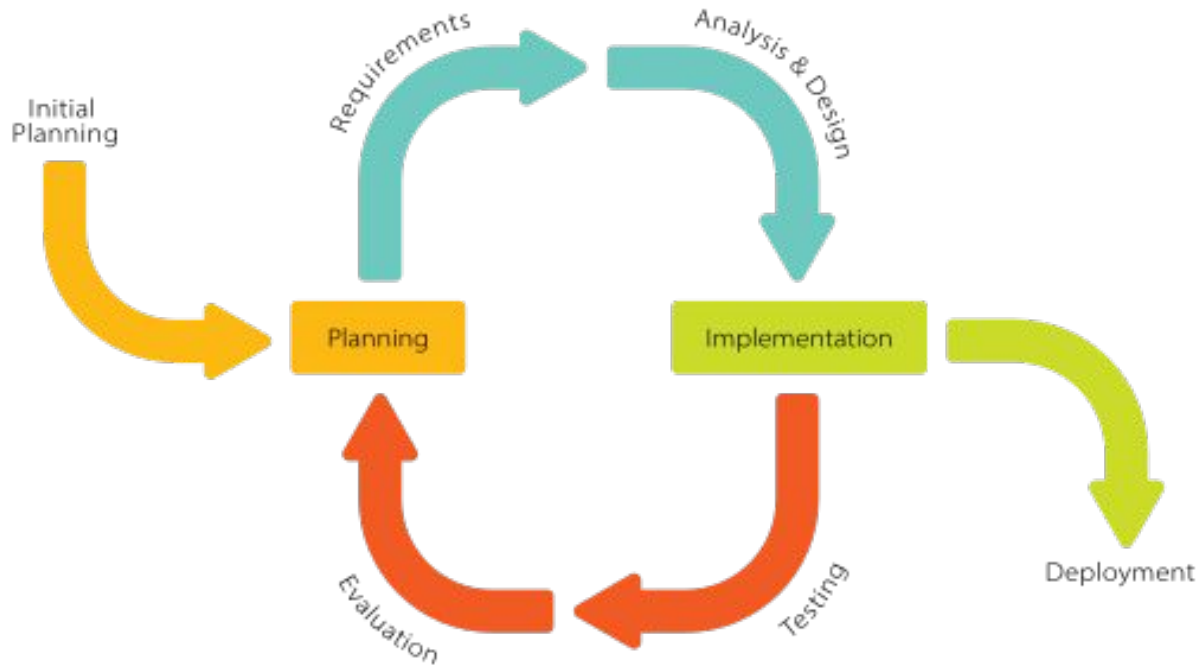 Initial
Planning
Requirements
Analysis & Design
Planning
Implementation
Evaluation
Testing
Deployment